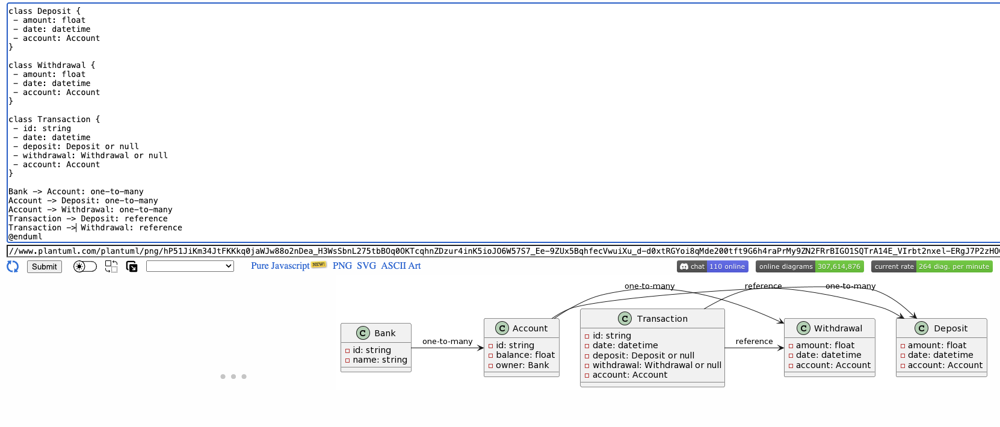 class Deposit {
 - amount: float
 - date: datetime
 - account: Account
}
class Withdrawal {
 - amount: float
 - date: datetime
 - account: Account
}
class Transaction {
 - id: string
 - date: datetime
 - deposit: Deposit or null
 - withdrawal: Withdrawal or null
 - account: Account
}
Bank -> Account: one-to-many
Account -> Deposit: one-to-many
Account -> Withdrawal: one-to-many
Transaction -> Deposit: reference
Transaction -> Withdrawal: reference
@enduml
//www.plantuml.com/plantuml/png/hP51JiKm34JtFKKkq0jaWJw88o2nDea_H3WsSbnL275tbBOq0OKTcqhnZDzur4inK5ioJO6W57S7_Ee-9ZUx5BqhfecVwuiXu_d-d0xtRGYoi8qMde200tft9G6h4raPrMy9ZN2FRrBIGO1SQTrA14E_VIrbt2nxel-ERgJ7P2zHO
Submit
Pure Javascript NEW! PNG SVG ASCII Art
chat 110 online
online diagrams 307,614,876
current rate 264 diag. per minute
one-to-many
reference
one-to-many
C Bank
id: string
name: string
one-to-many
C Account
id: string
balance: float
owner: Bank
C Transaction
id: string
date: datetime
deposit: Deposit or null
withdrawal: Withdrawal or null
account: Account
reference
C Withdrawal
amount: float
date: datetime
account: Account
C Deposit
amount: float
date: datetime
account: Account